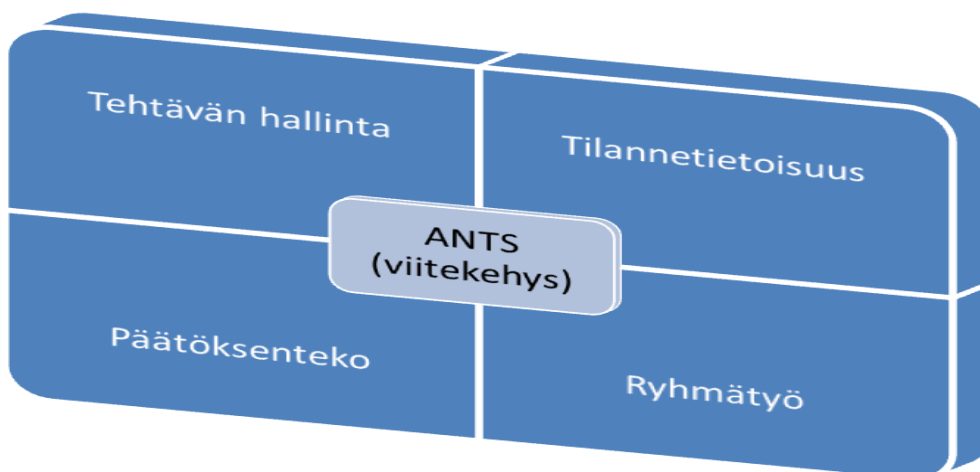 Tehtävän hallinta
Tilannetietoisuus
ANTS
(viitekehys)
Päätöksenteko
Ryhmätyö